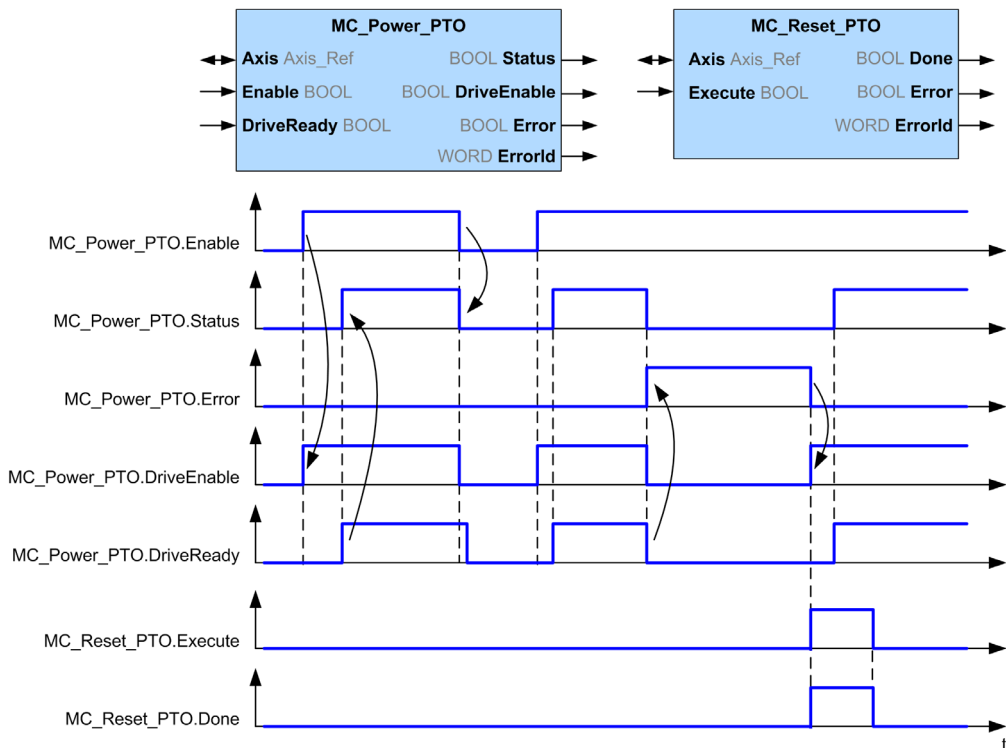 MC_Power_PTO
Axis Axis_Ref BOOL Status
Enable BOOL BOOL DriveEnable
DriveReady BOOL BOOL Error
WORD ErrorId
MC_Reset_PTO
Axis Axis_Ref BOOL Done
Execute BOOL BOOL Error
WORD ErrorId
MC_Power_PTO.Enable
MC_Power_PTO.Status
MC_Power_PTO.Error
MC_Power_PTO.DriveEnable
MC_Power_PTO.DriveReady
MC_Reset_PTO.Execute
MC_Reset_PTO.Done
t